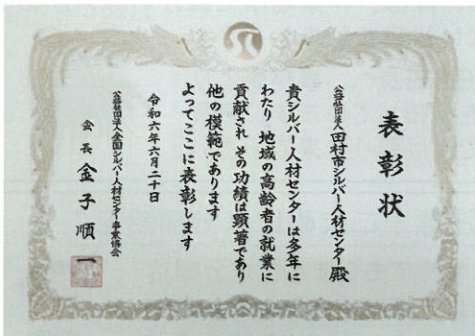 表彰状
公益社団法人田村市シルバー人材センター殿
貴シルバー人材センターは多年に
わたり 地域の高齢者の就業に
貢献され その功績は顕著であり
他の模範であります
よってここに表彰します
令和六年六月二十日
公益社団法人全国シルバー人材センター事業協会
会長 金子順一